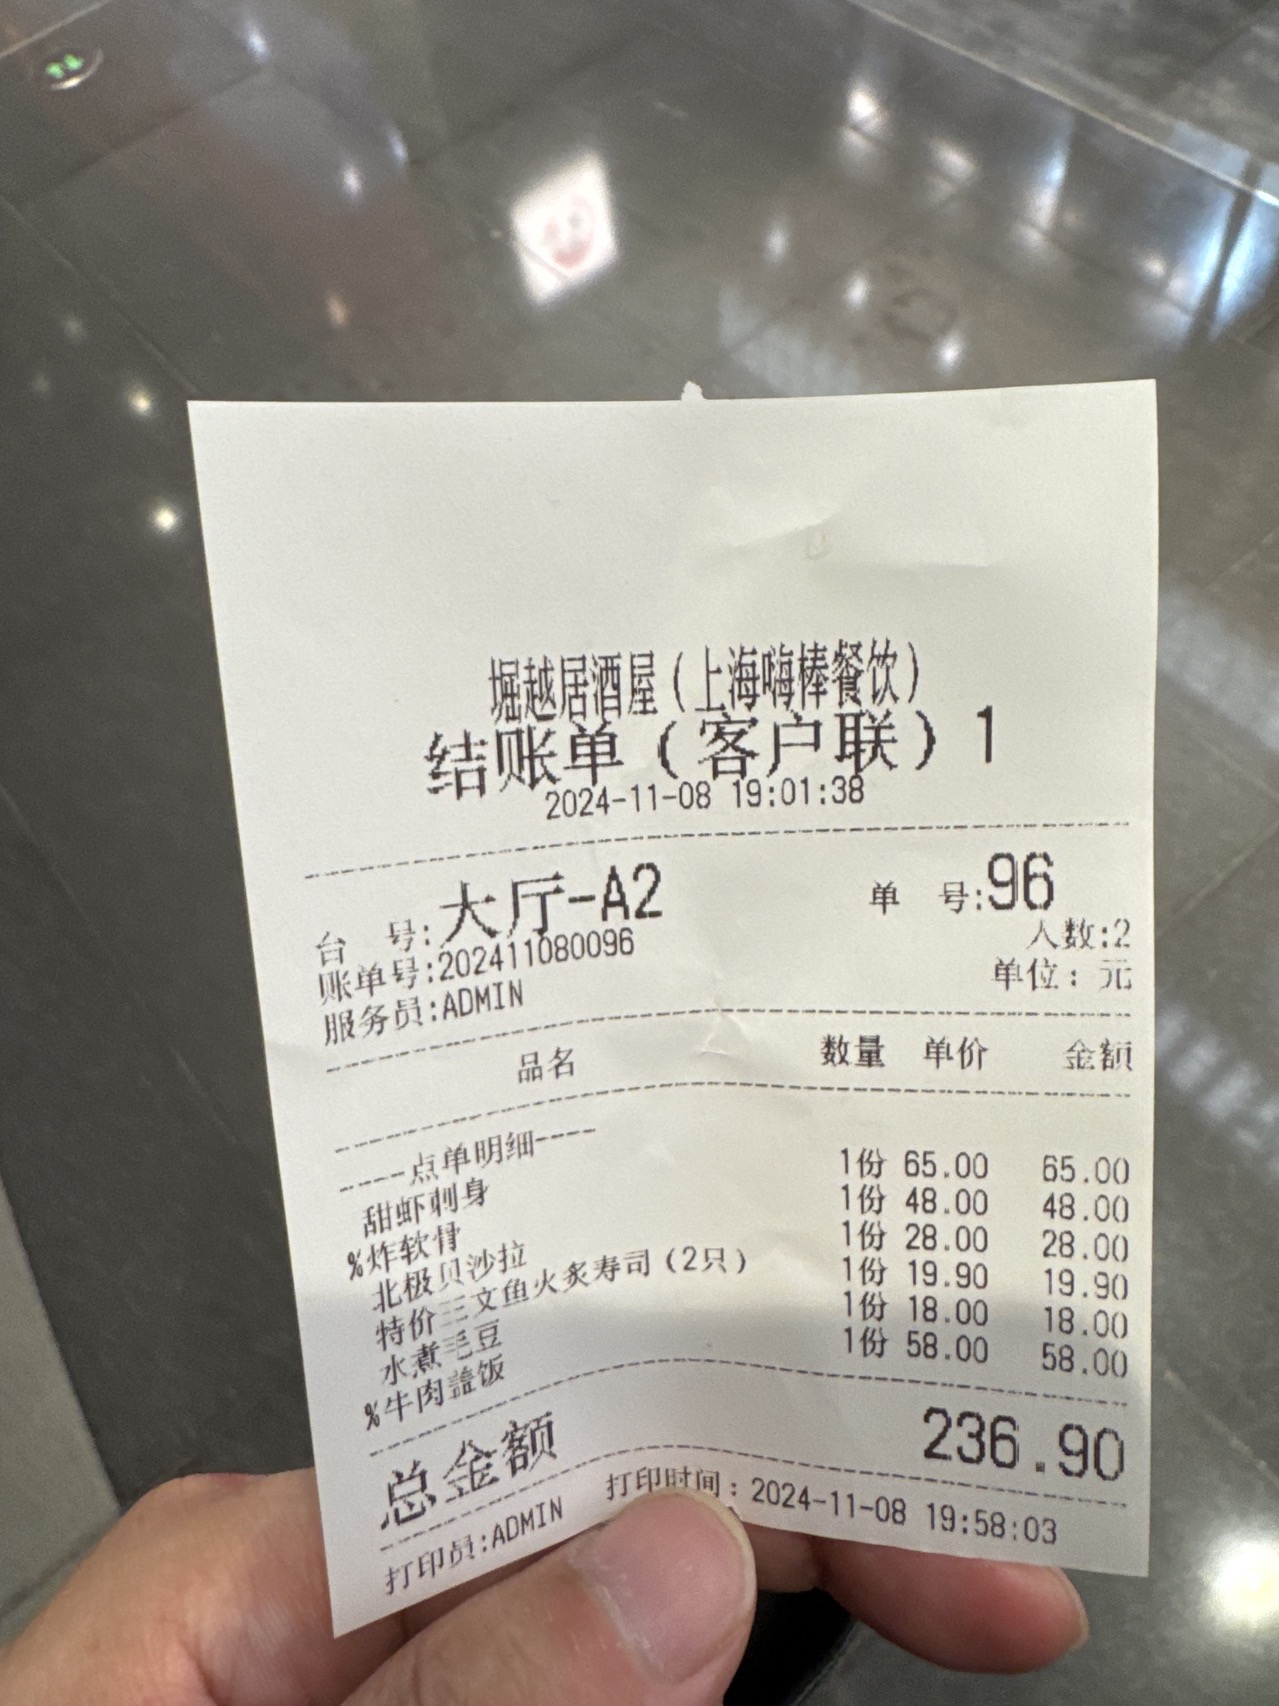 堀越居酒屋(上海嗨棒餐饮)
结账单(客户联)1
2024-11-08 19:01:38
台 号:大厅-A2 单 号:96
人数:2
账单号:202411080096
单位:元
服务员:ADMIN
品名 数量 单价 金额
----点单明细----
甜虾刺身 1份 65.00 65.00
%炸软骨 1份 48.00 48.00
北极贝沙拉 1份 28.00 28.00
特价三文鱼火炙寿司(2只) 1份 19.90 19.90
水煮毛豆 1份 18.00 18.00
%牛肉盖饭 1份 58.00 58.00
总金额 236.90
打印员:ADMIN 打印时间:2024-11-08 19:58:03